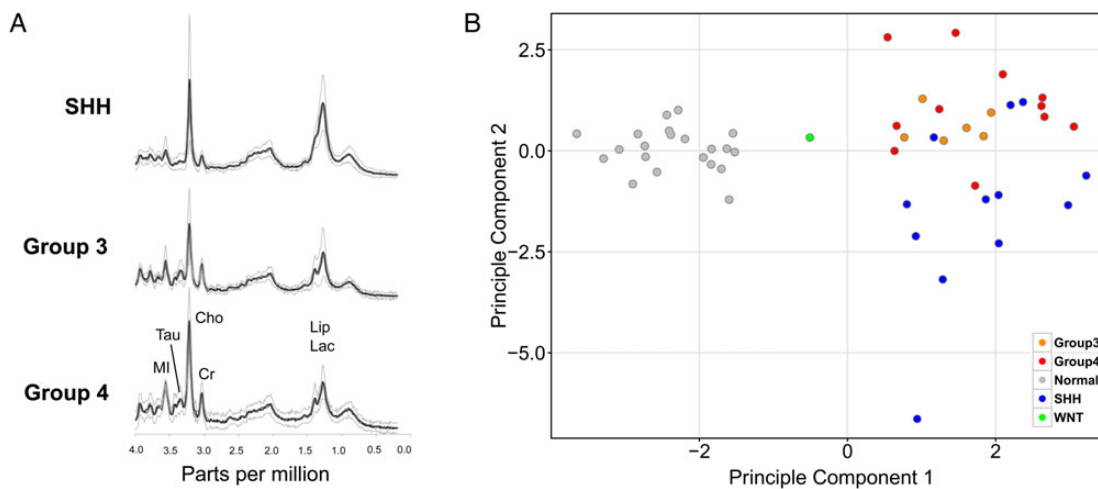 A
SHH
Group 3
Group 4
MI
Tau
Cho
Cr
Lip
Lac
4.0 3.5 3.0 2.5 2.0 1.5 1.0 0.5 0.0
Parts per million
B
Principle Component 2
2.5
0.0
−2.5
−5.0
−2 0 2
Principle Component 1
Group3
Group4
Normal
SHH
WNT